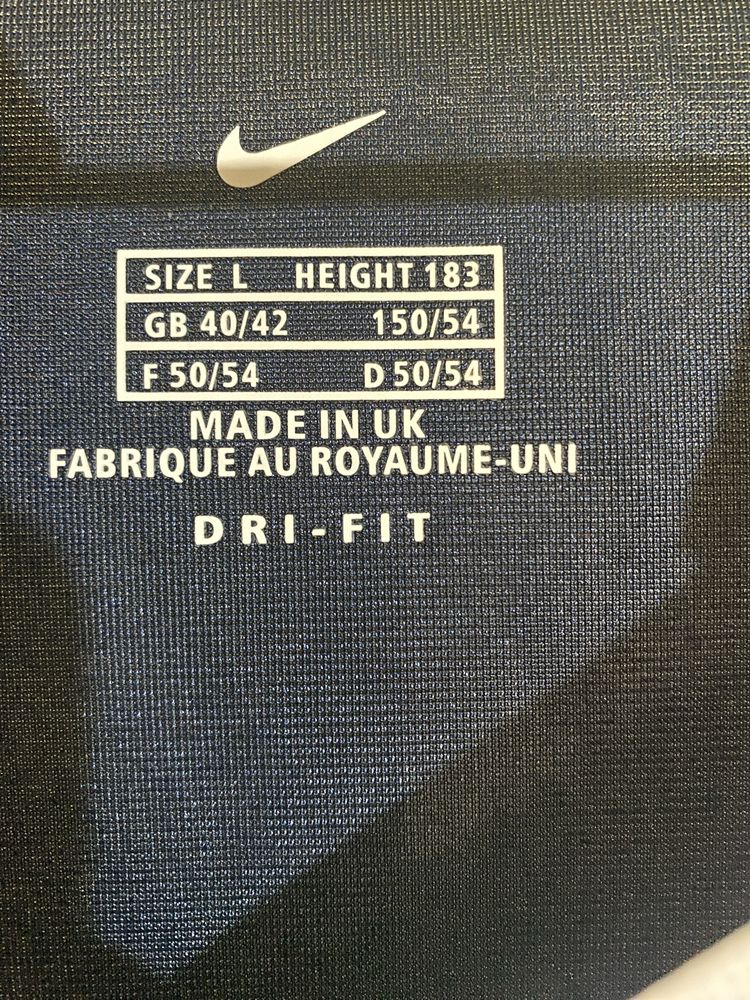 SIZE L HEIGHT 183
GB 40/42 150/54
F 50/54 D 50/54
MADE IN UK
FABRIQUE AU ROYAUME-UNI
DRI-FIT